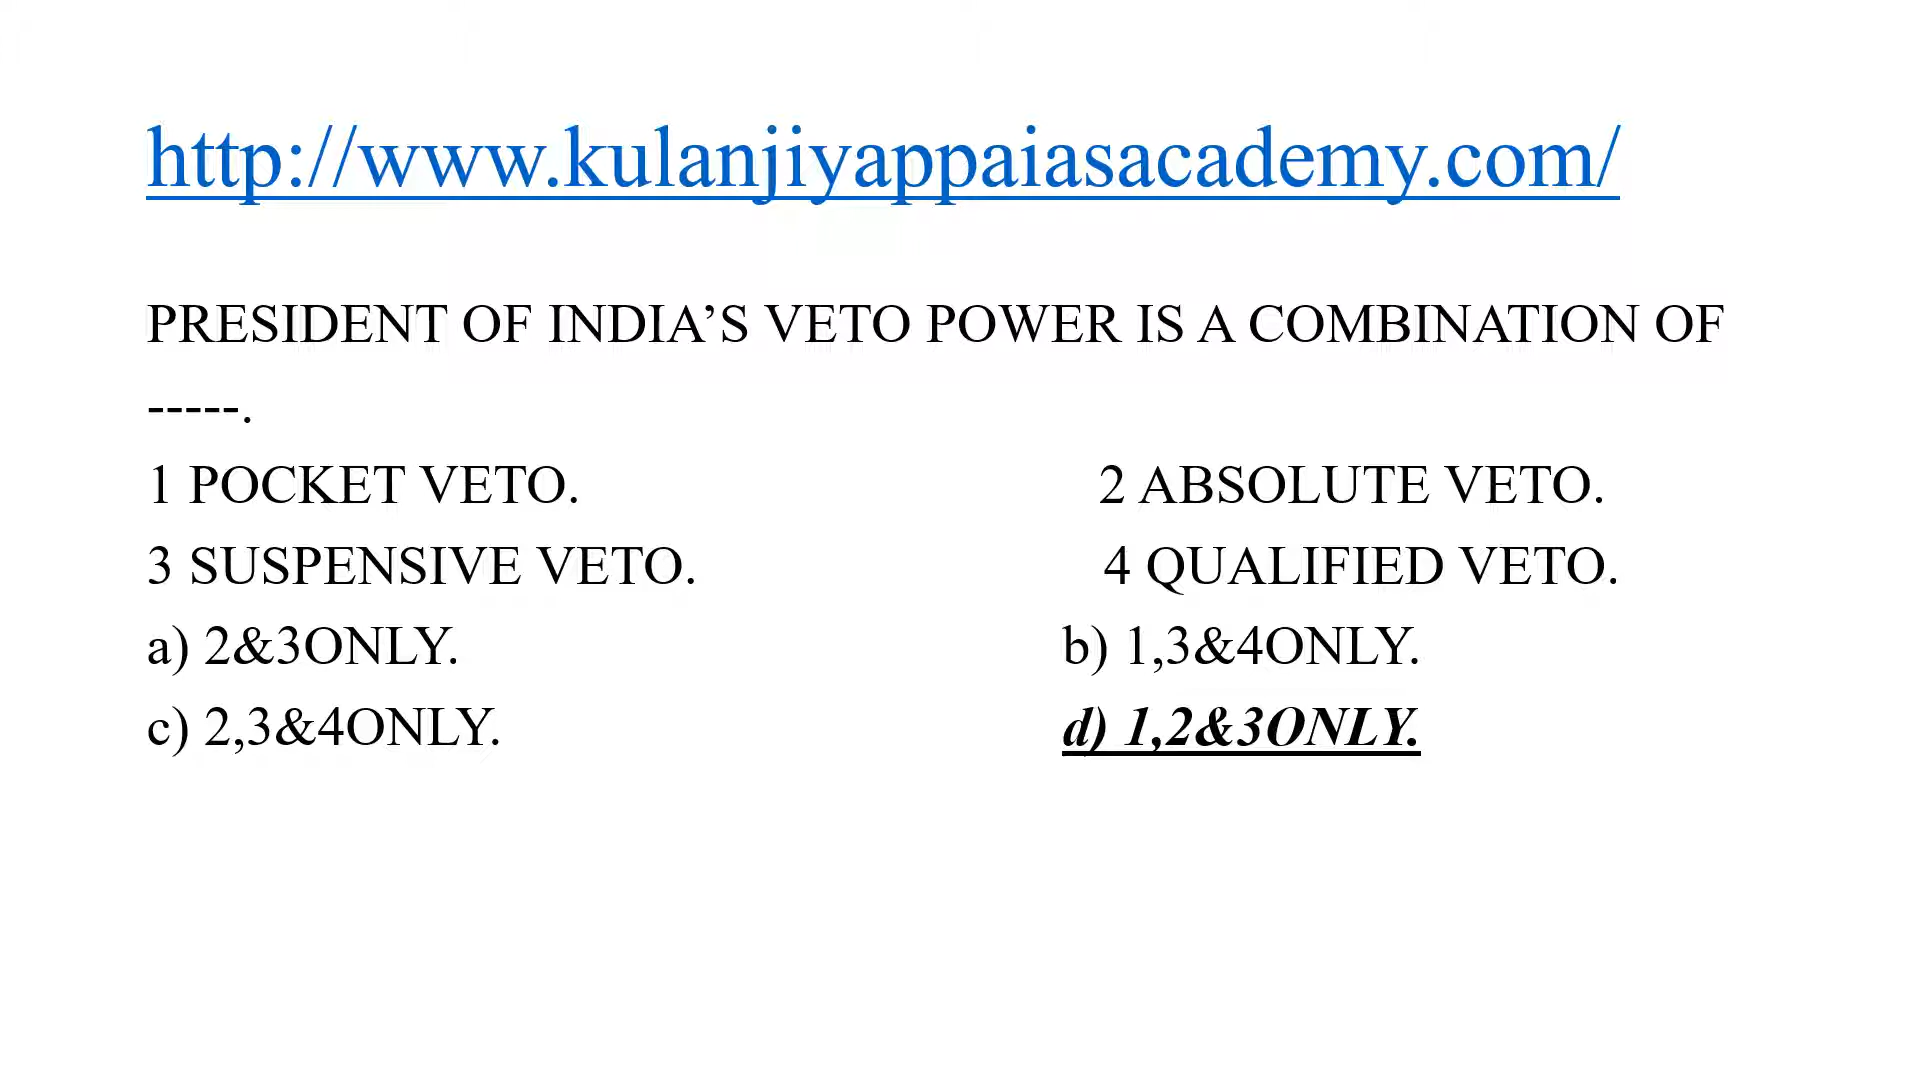 http://www.kulanjiyappaiasacademy.com/
PRESIDENT OF INDIA’S VETO POWER IS A COMBINATION OF
-----.
1 POCKET VETO. 2 ABSOLUTE VETO.
3 SUSPENSIVE VETO. 4 QUALIFIED VETO.
a) 2&3ONLY. b) 1,3&4ONLY.
c) 2,3&4ONLY. d) 1,2&3ONLY.